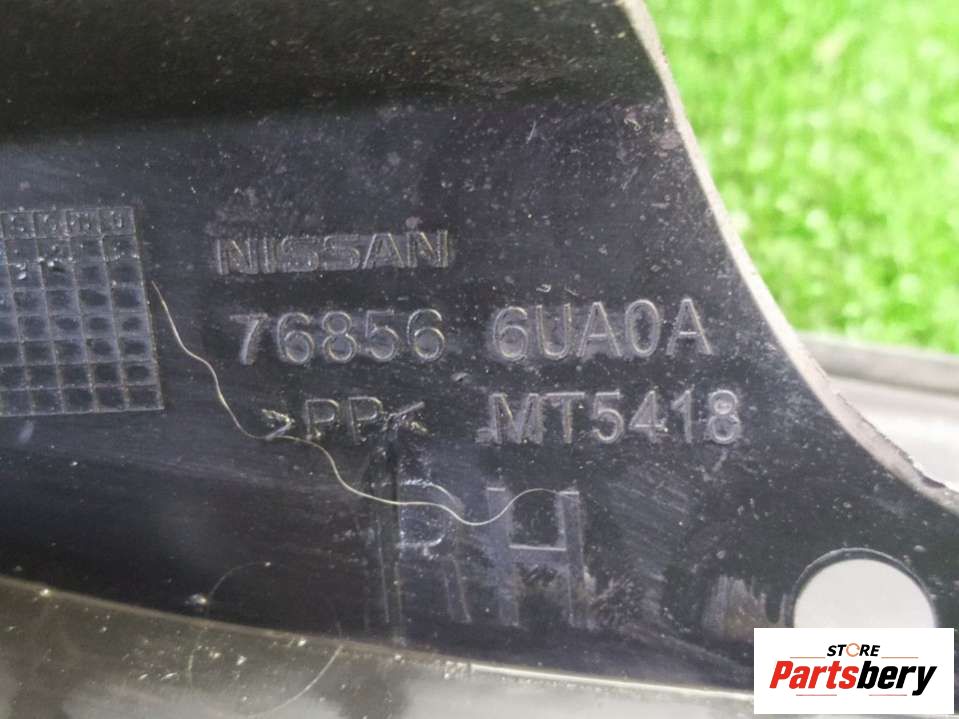 NISSAN
76856 6UA0A
>PP< MT5418
RH
STORE
Partsbery